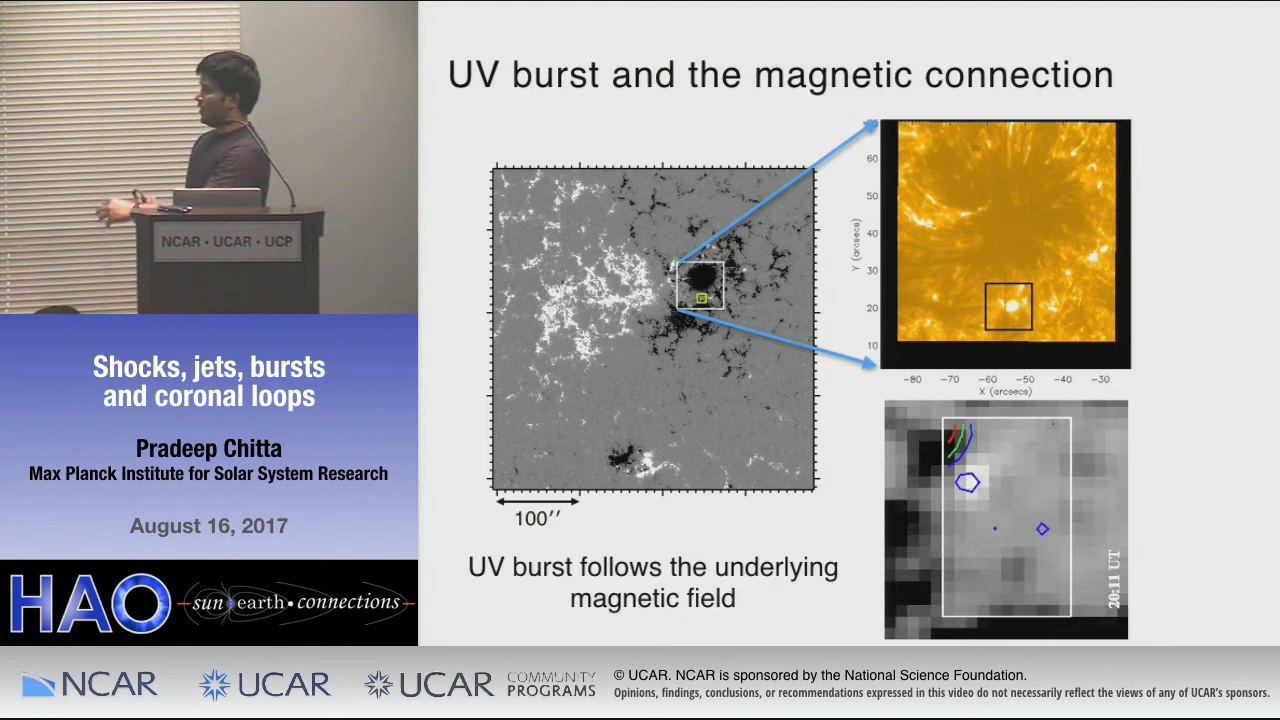 UV burst and the magnetic connection
NCAR • UCAR • UCP
60
50
40
30
20
10
Y (arcsecs)
-80 -70 -60 -50 -40 -30
X (arcsecs)
100′′
UV burst follows the underlying
magnetic field
20:11 UT
Shocks, jets, bursts
and coronal loops
Pradeep Chitta
Max Planck Institute for Solar System Research
August 16, 2017
HAO
sun earth • connections
NCAR
UCAR
UCAR
COMMUNITY
PROGRAMS
© UCAR. NCAR is sponsored by the National Science Foundation.
Opinions, findings, conclusions, or recommendations expressed in this video do not necessarily reflect the views of any of UCAR's sponsors.